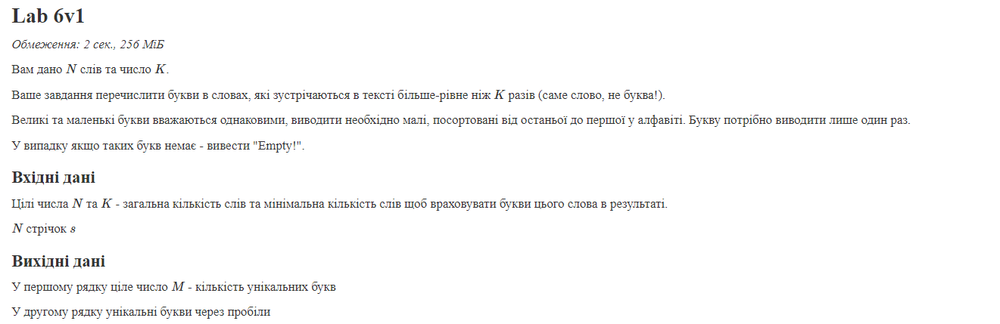 Lab 6v1
Обмеження: 2 сек., 256 МіБ
Вам дано N слів та число K.
Ваше завдання перечислити букви в словах, які зустрічаються в тексті більше-рівне ніж K разів (саме слово, не буква!).
Великі та маленькі букви вважаються однаковими, виводити необхідно малі, посортовані від останьої до першої у алфавіті. Букву потрібно виводити лише один раз.
У випадку якщо таких букв немає - вивести "Empty!".
Вхідні дані
Цілі числа N та K - загальна кількість слів та мінімальна кількість слів щоб враховувати букви цього слова в результаті.
N стрічок s
Вихідні дані
У першому рядку ціле число M - кількість унікальних букв
У другому рядку унікальні букви через пробіли